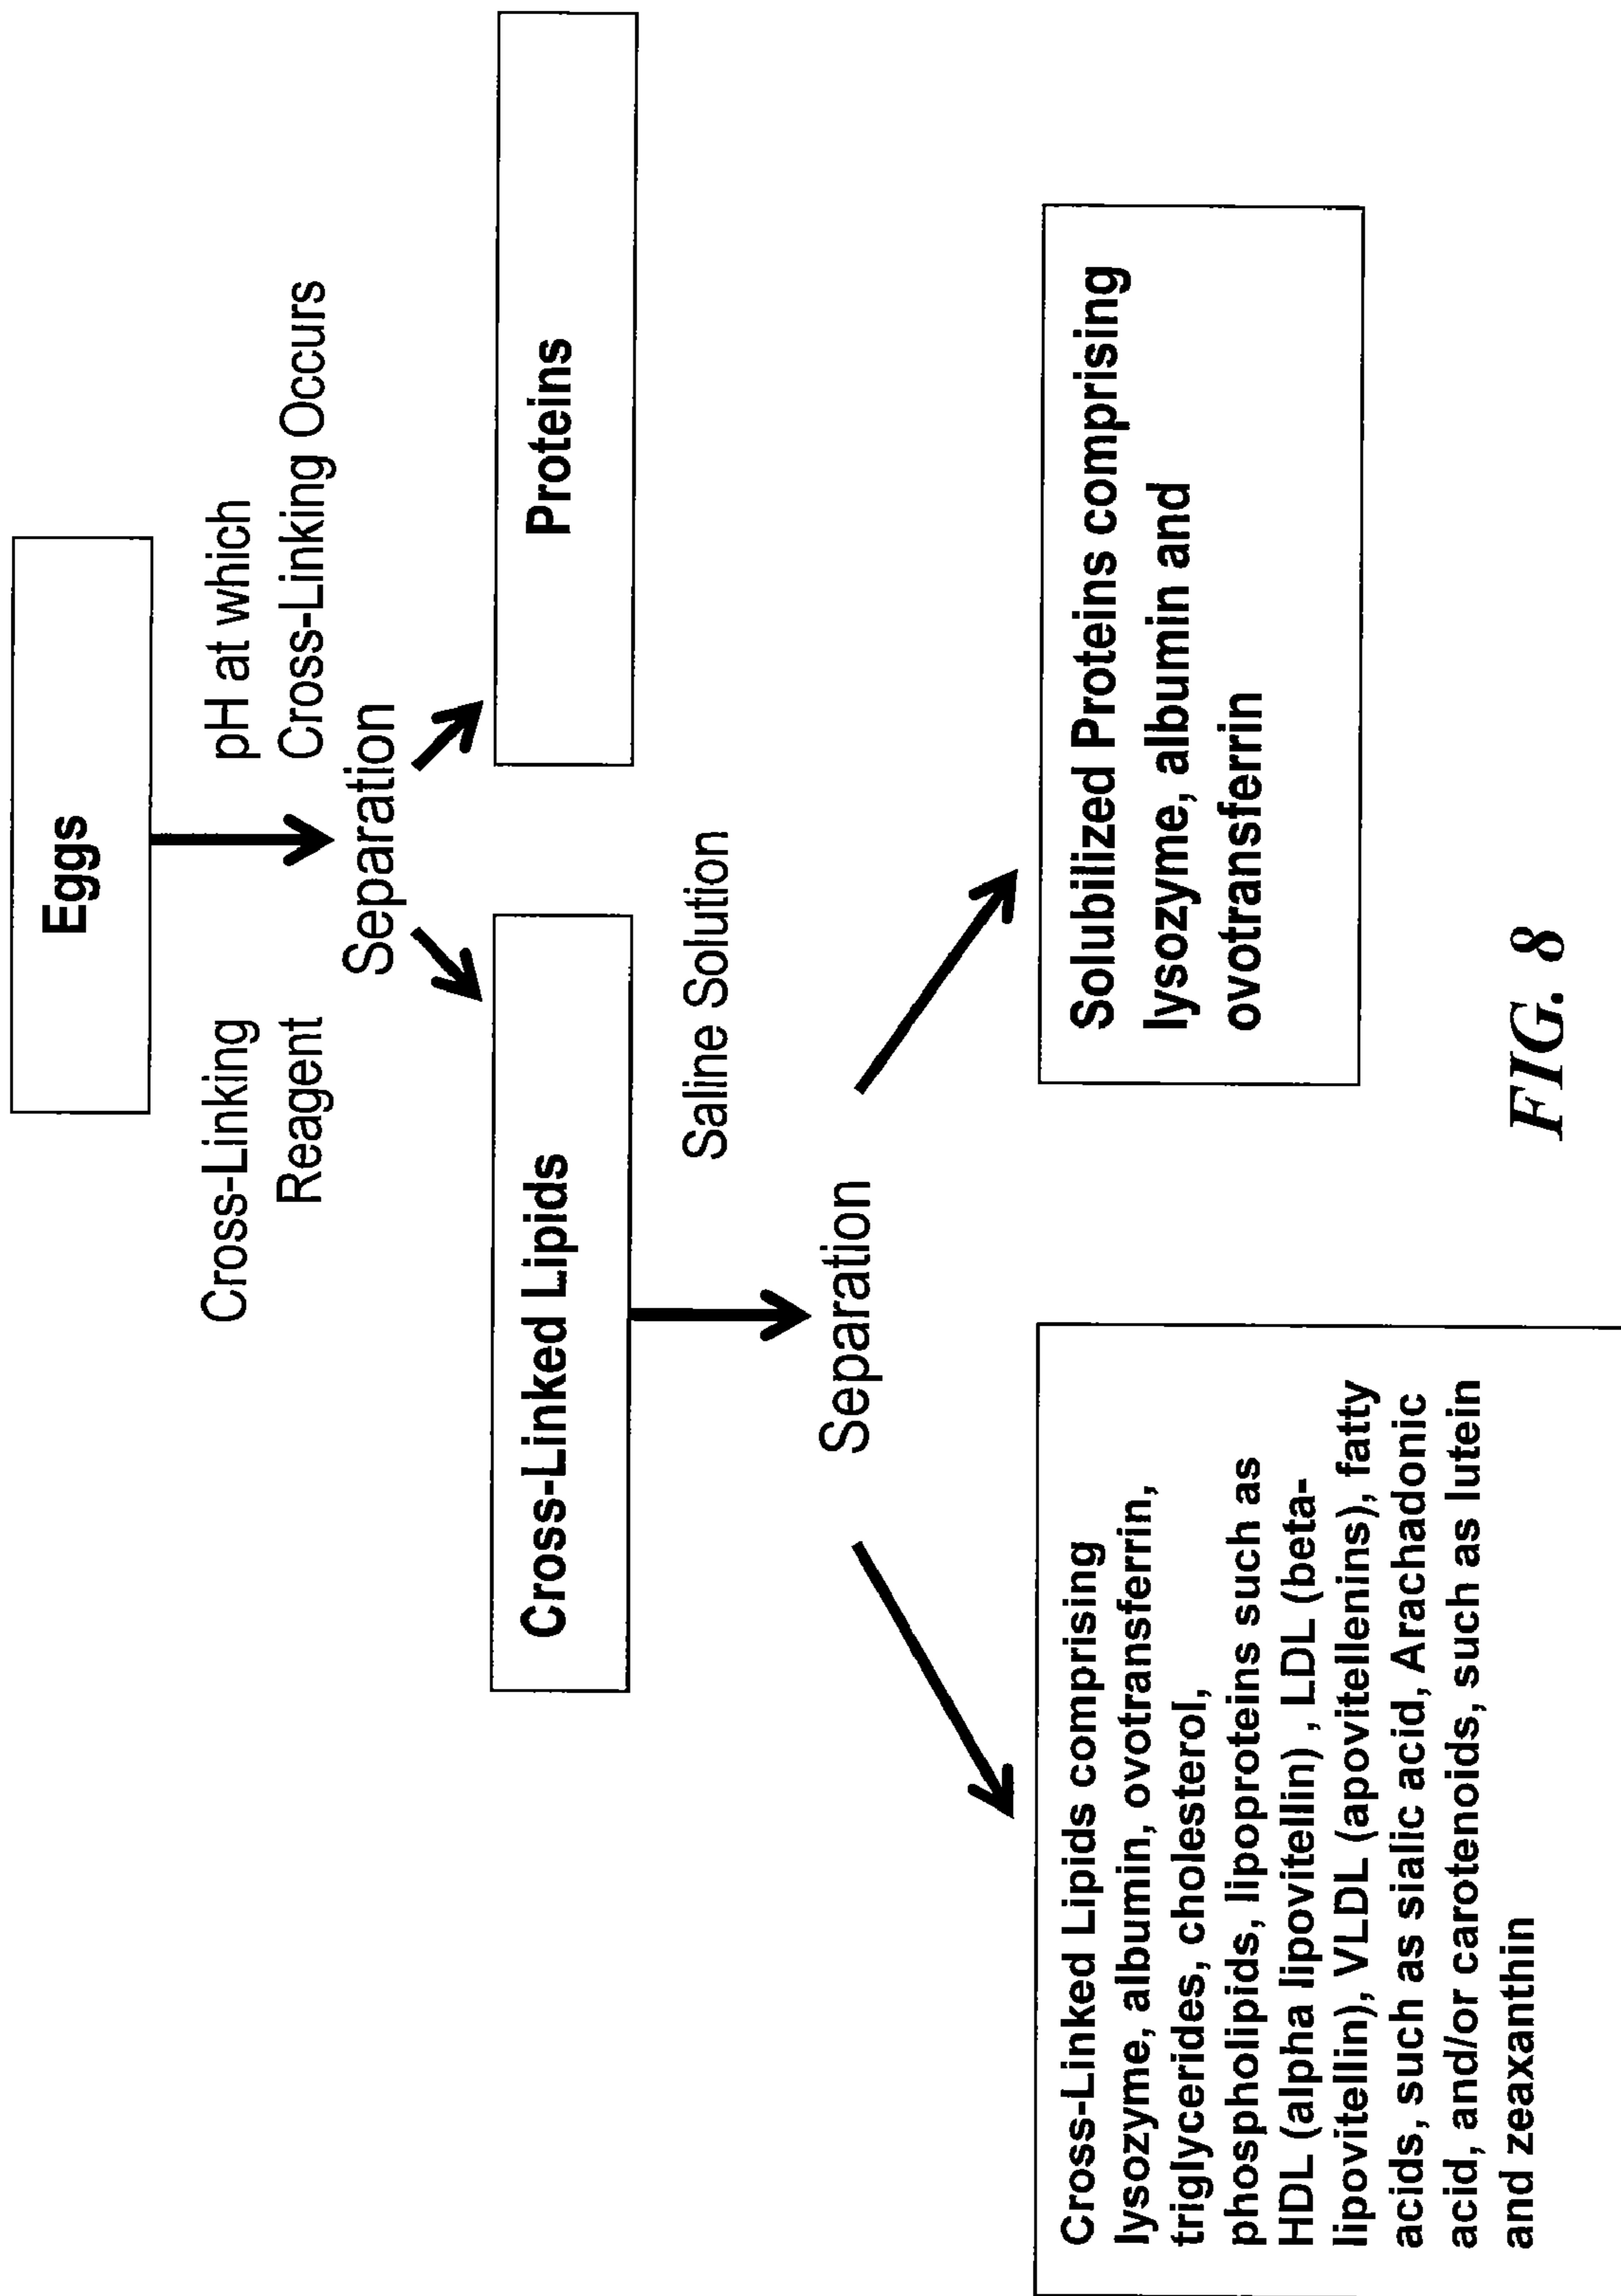 Eggs
Cross-Linking
Reagent
pH at which
Cross-Linking Occurs
Separation
Cross-Linked Lipids
Proteins
Saline Solution
Separation
Cross-Linked Lipids comprising
lysozyme, albumin, ovotransferrin,
triglycerides, cholesterol,
phospholipids, lipoproteins such as
HDL (alpha lipovitellin) , LDL (beta-
lipovitellin), VLDL (apovitellenins), fatty
acids, such as sialic acid, Arachadonic
acid, and/or carotenoids, such as lutein
and zeaxanthin
Solubilized Proteins comprising
lysozyme, albumin and
ovotransferrin
FIG. 8